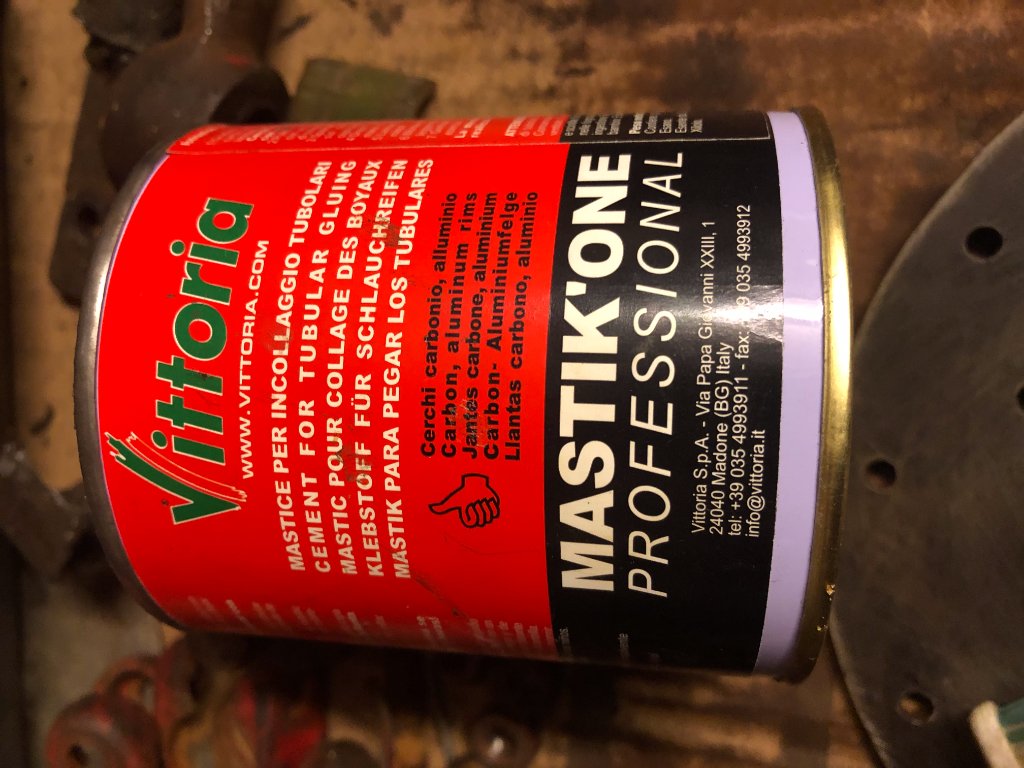 Vittoria
WWW.VITTORIA.COM
MASTICE PER INCOLLAGGIO TUBOLARI
CEMENT FOR TUBULAR GLUING
MASTIC POUR COLLAGE DES BOYAUX
KLEBSTOFF FÜR SCHLAUCHREIFEN
MASTIK PARA PEGAR LOS TUBULARES
Cerchi carbonio, alluminio
Carbon, aluminum rims
Jantes carbone, aluminium
Carbon- Aluminiumfelge
Llantas carbono, aluminio
MASTIK'ONE
PROFESSIONAL
Vittoria S.p.A. - Via Papa Giovanni XXIII, 1
24040 Madone (BG) Italy
tel: +39 035 4993911 - fax: +39 035 4993912
info@vittoria.it